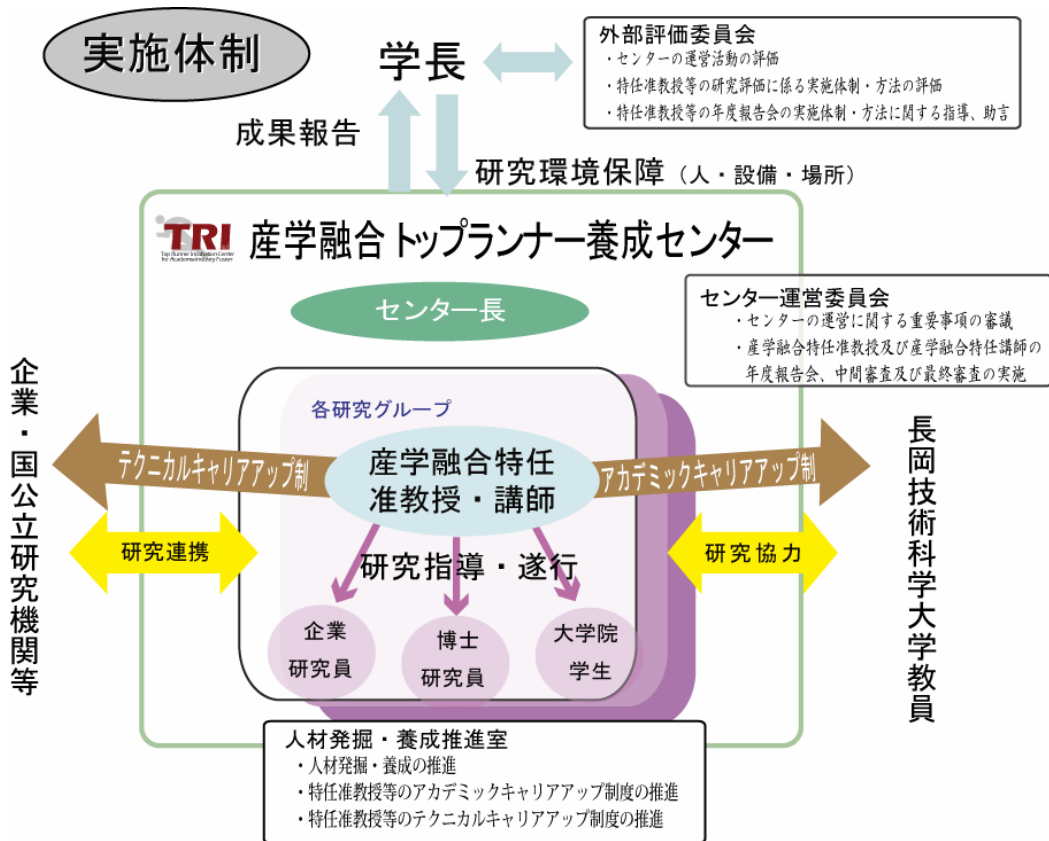 実施体制
学長
外部評価委員会
・センターの運営活動の評価
・特任准教授等の研究評価に係る実施体制・方法の評価
・特任准教授等の年度報告会の実施体制・方法に関する指導、助言
成果報告
研究環境保障（人・設備・場所）
TRI
Top Runner Incubation Center
for Academia-Industry Fusion
産学融合トップランナー養成センター
センター長
センター運営委員会
・センターの運営に関する重要事項の審議
・産学融合特任准教授及び産学融合特任講師の
年度報告会、中間審査及び最終審査の実施
各研究グループ
産学融合特任
准教授・講師
テクニカルキャリアアップ制
アカデミックキャリアアップ制
企業・国公立研究機関等
長岡技術科学大学教員
研究連携
研究協力
研究指導・遂行
企業
研究員
博士
研究員
大学院
学生
人材発掘・養成推進室
・人材発掘・養成の推進
・特任准教授等のアカデミックキャリアアップ制度の推進
・特任准教授等のテクニカルキャリアアップ制度の推進